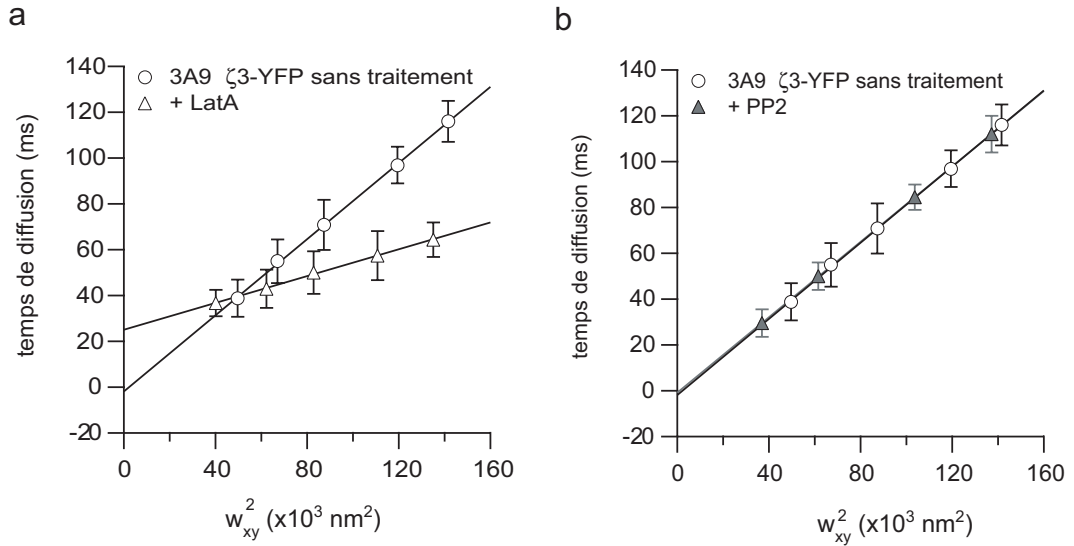 a
140
120
100
80
60
40
20
0
-20
temps de diffusion (ms)
3A9 ζ3-YFP sans traitement
+ LatA
0 40 80 120 160
w²xy (x10³ nm²)
b
140
120
100
80
60
40
20
0
-20
temps de diffusion (ms)
3A9 ζ3-YFP sans traitement
+ PP2
0 40 80 120 160
w²xy (x10³ nm²)